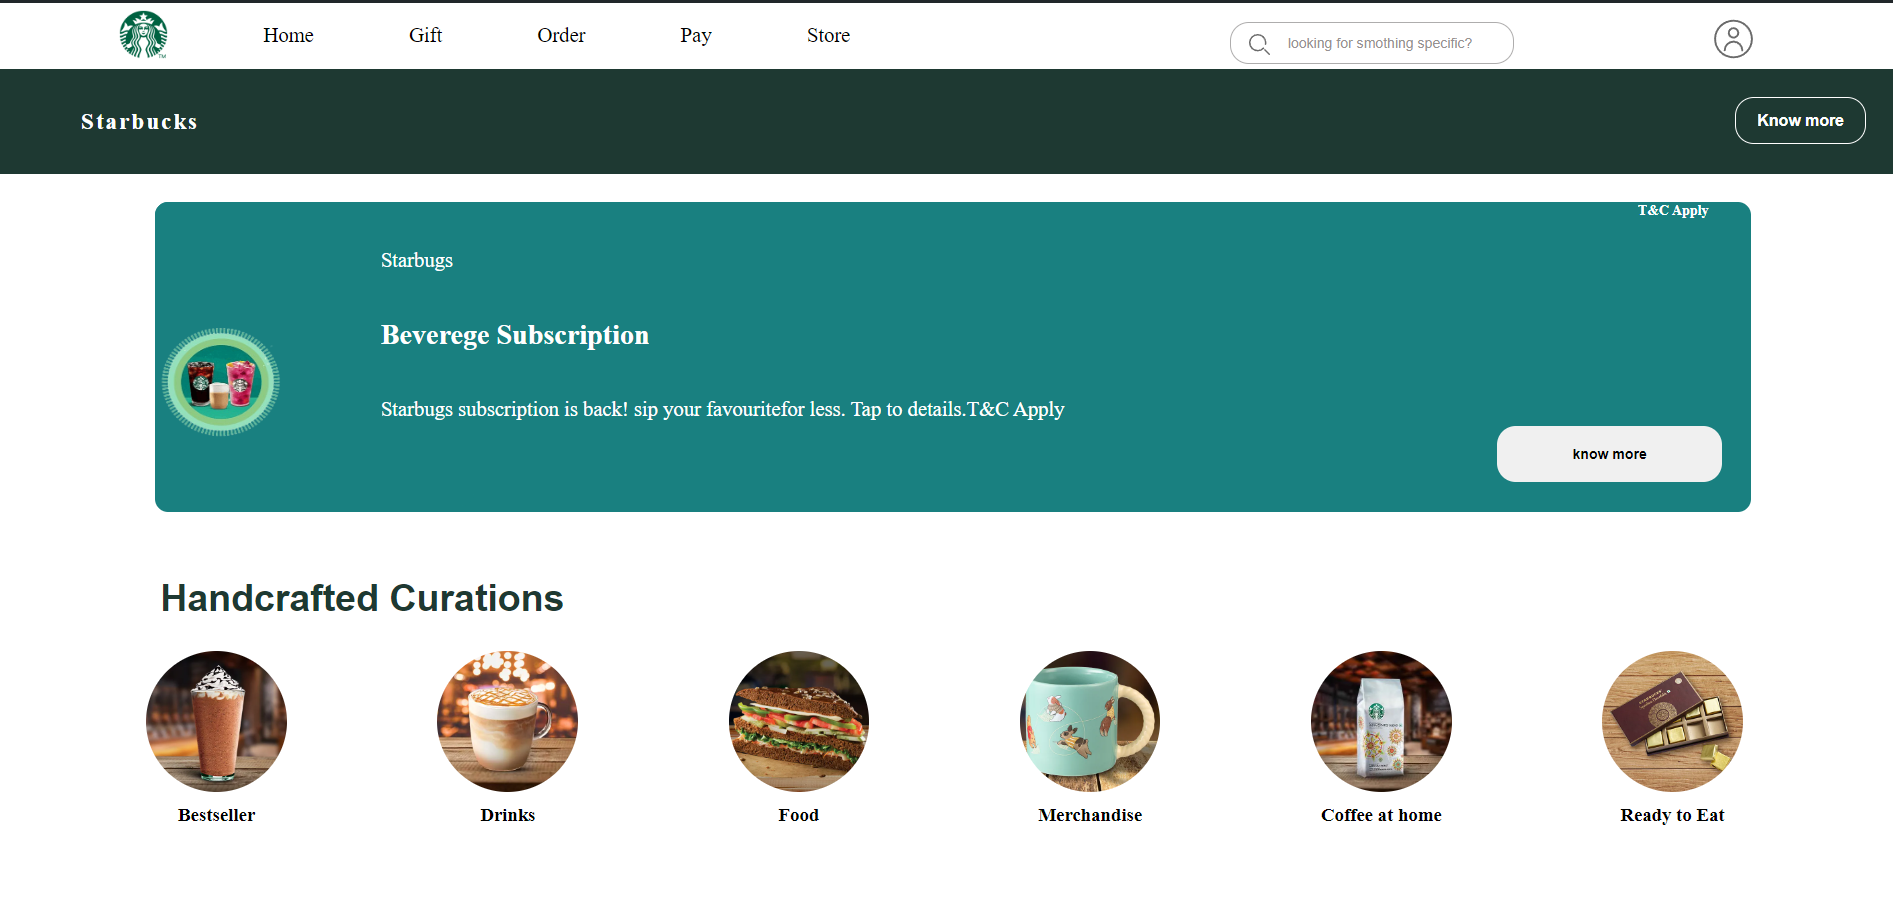 Home Gift Order Pay Store looking for smothing specific?
Starbucks Know more
T&C Apply
Starbugs
Beverege Subscription
Starbugs subscription is back! sip your favouritefor less. Tap to details.T&C Apply
know more
Handcrafted Curations
Bestseller Drinks Food Merchandise Coffee at home Ready to Eat